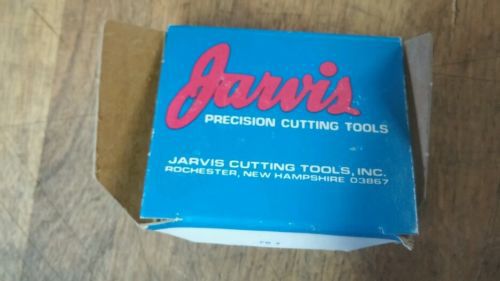 Jarvis
PRECISION CUTTING TOOLS
JARVIS CUTTING TOOLS, INC.
ROCHESTER, NEW HAMPSHIRE 03867